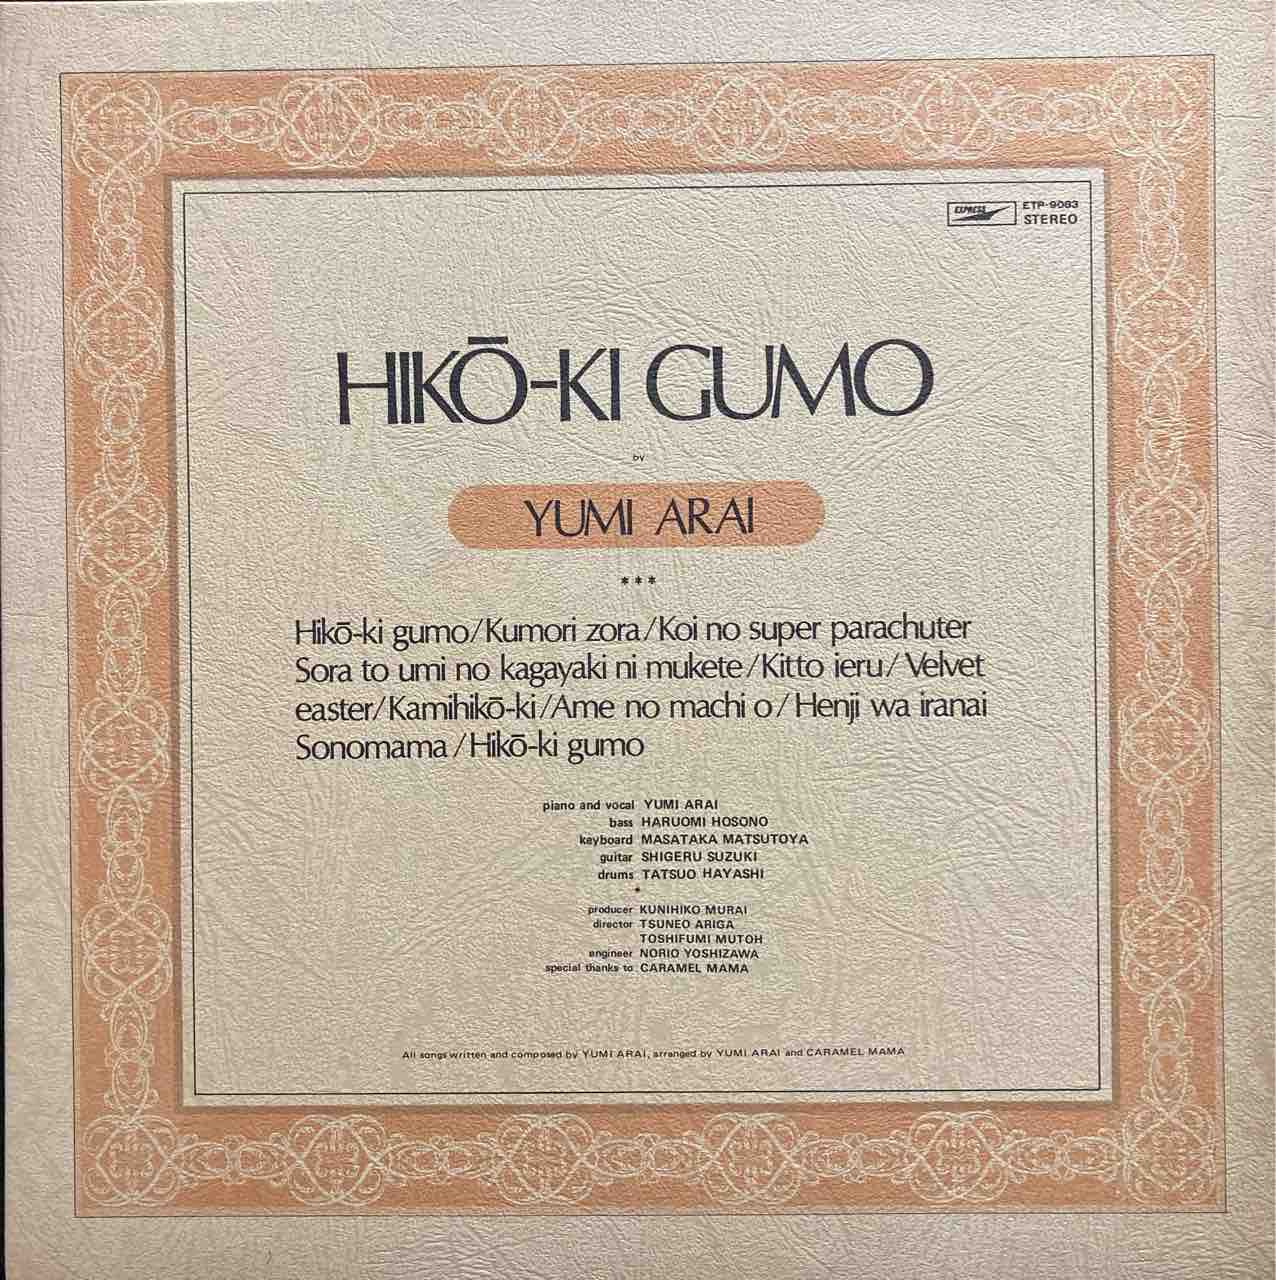 EXPRESS
ETP-9083
STEREO
HIKŌ-KI GUMO
by
YUMI ARAI
***
Hikō-ki gumo/Kumori zora/Koi no super parachuter
Sora to umi no kagayaki ni mukete/Kitto ieru/Velvet
easter/Kamihikō-ki/Ame no machi o/Henji wa iranai
Sonomama/Hikō-ki gumo
piano and vocal YUMI ARAI
bass HARUOMI HOSONO
keyboard MASATAKA MATSUTOYA
guitar SHIGERU SUZUKI
drums TATSUO HAYASHI
*
producer KUNIHIKO MURAI
director TSUNEO ARIGA
TOSHIFUMI MUTOH
engineer NORIO YOSHIZAWA
special thanks to CARAMEL MAMA
All songs written and composed by YUMI ARAI, arranged by YUMI ARAI and CARAMEL MAMA